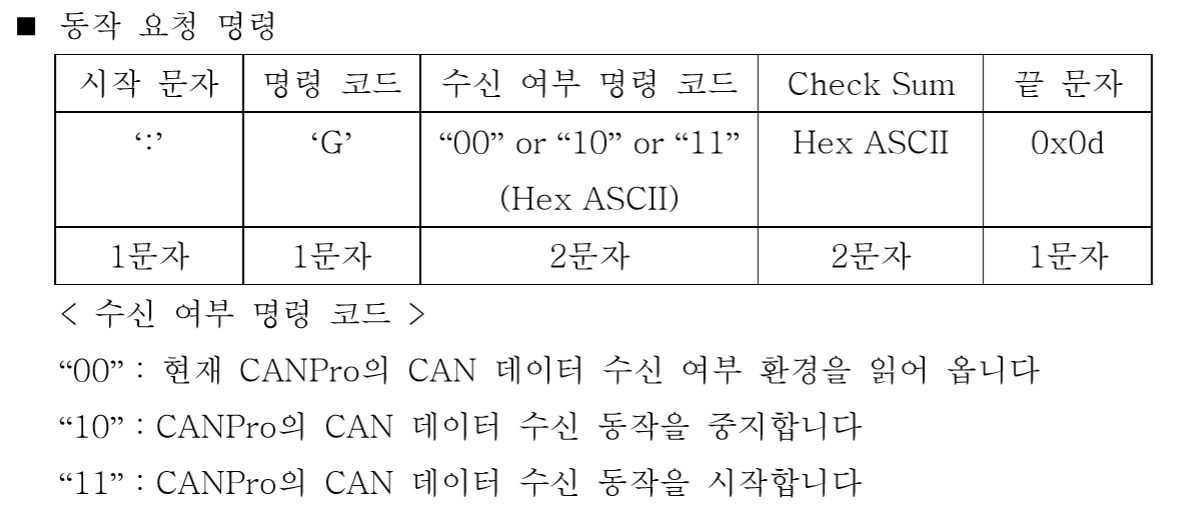 ■ 동작 요청 명령
시작 문자 명령 코드 수신 여부 명령 코드 Check Sum 끝 문자
‘:’ ‘G’ “00” or “10” or “11” Hex ASCII 0x0d
(Hex ASCII)
1문자 1문자 2문자 2문자 1문자
< 수신 여부 명령 코드 >
“00” : 현재 CANPro의 CAN 데이터 수신 여부 환경을 읽어 옵니다
“10” : CANPro의 CAN 데이터 수신 동작을 중지합니다
“11” : CANPro의 CAN 데이터 수신 동작을 시작합니다